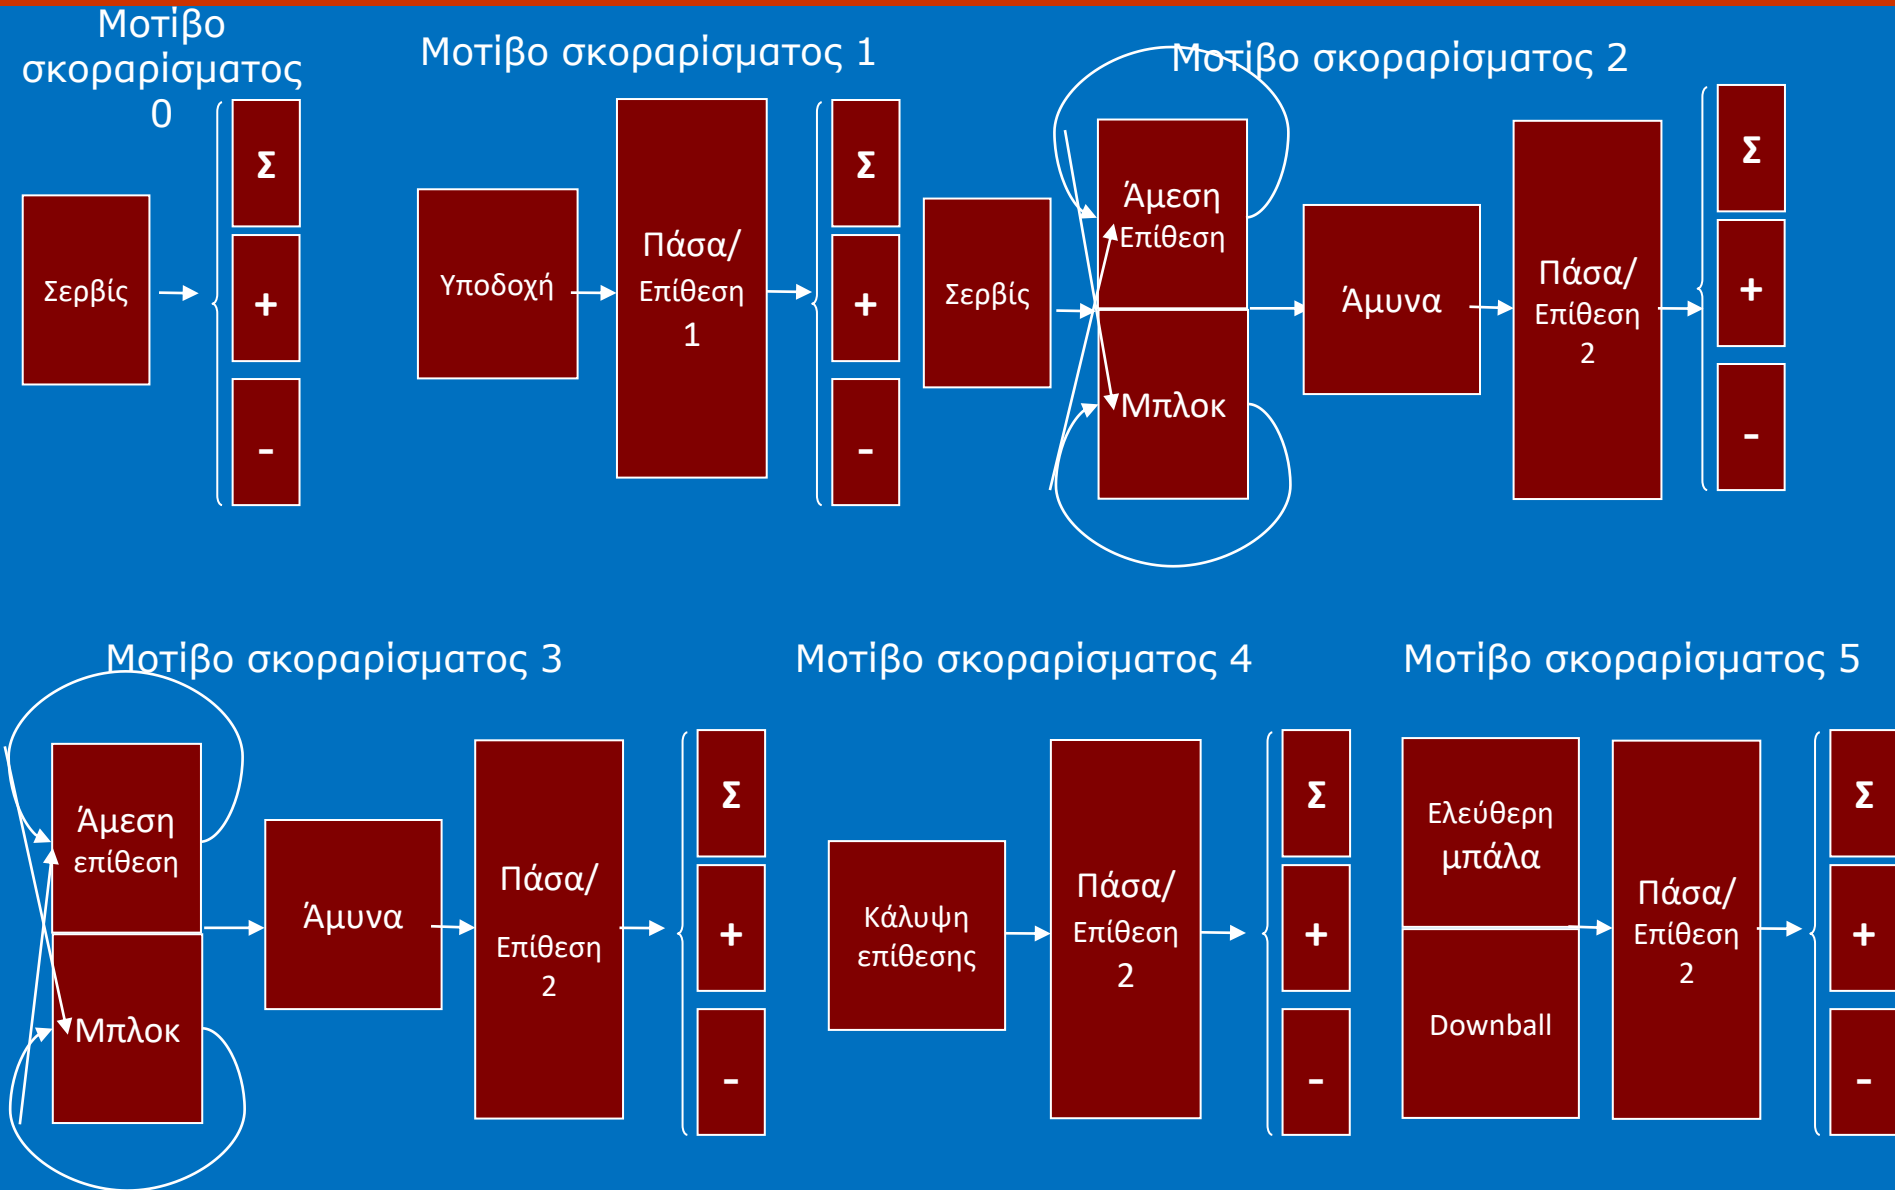 Μοτίβο
σκοραρίσματος
0
Σερβίς
Σ
+
-
Μοτίβο σκοραρίσματος 1
Υποδοχή
Πάσα/
Επίθεση
1
Σ
+
-
Μοτίβο σκοραρίσματος 2
Σερβίς
Άμεση
Επίθεση
Μπλοκ
Άμυνα
Πάσα/
Επίθεση
2
Σ
+
-
Μοτίβο σκοραρίσματος 3
Άμεση
επίθεση
Μπλοκ
Άμυνα
Πάσα/
Επίθεση
2
Σ
+
-
Μοτίβο σκοραρίσματος 4
Κάλυψη
επίθεσης
Πάσα/
Επίθεση
2
Σ
+
-
Μοτίβο σκοραρίσματος 5
Ελεύθερη
μπάλα
Downball
Πάσα/
Επίθεση
2
Σ
+
-